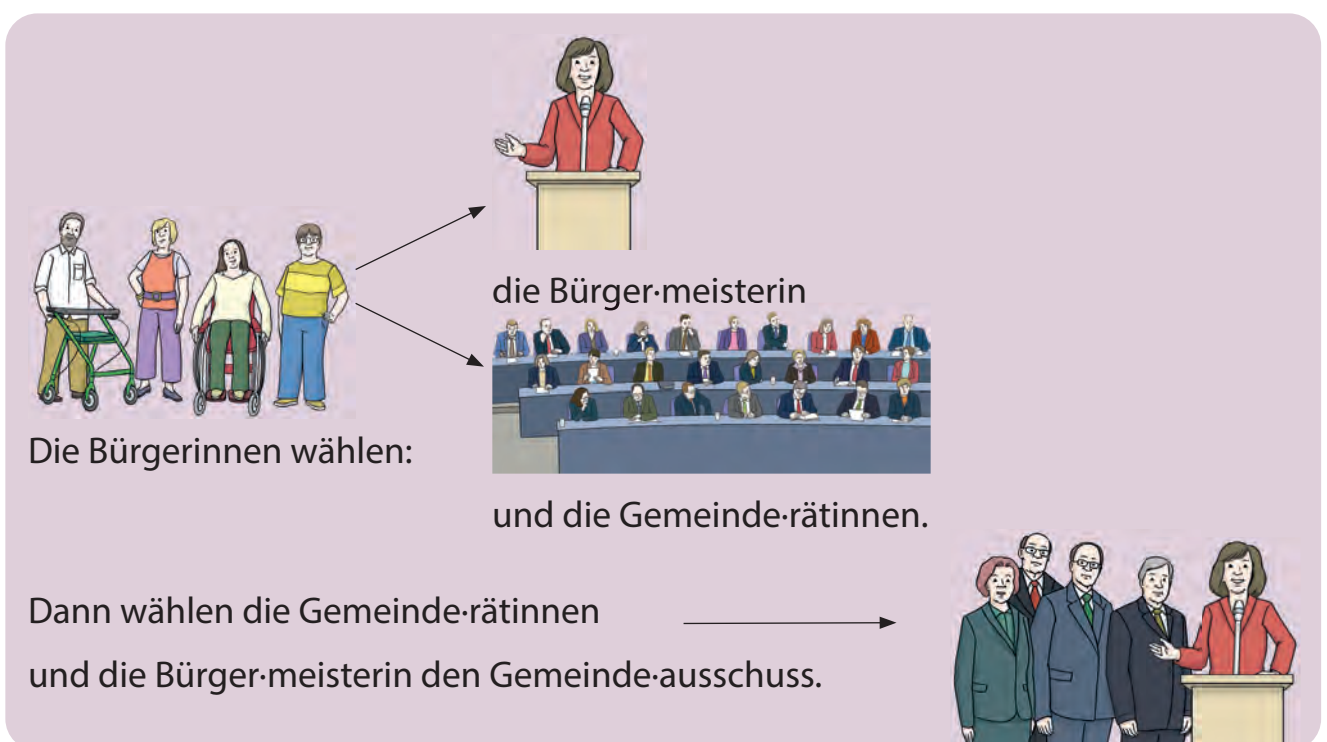 die Bürger·meisterin
Die Bürgerinnen wählen:
und die Gemeinde·rätinnen.
Dann wählen die Gemeinde·rätinnen
und die Bürger·meisterin den Gemeinde·ausschuss.